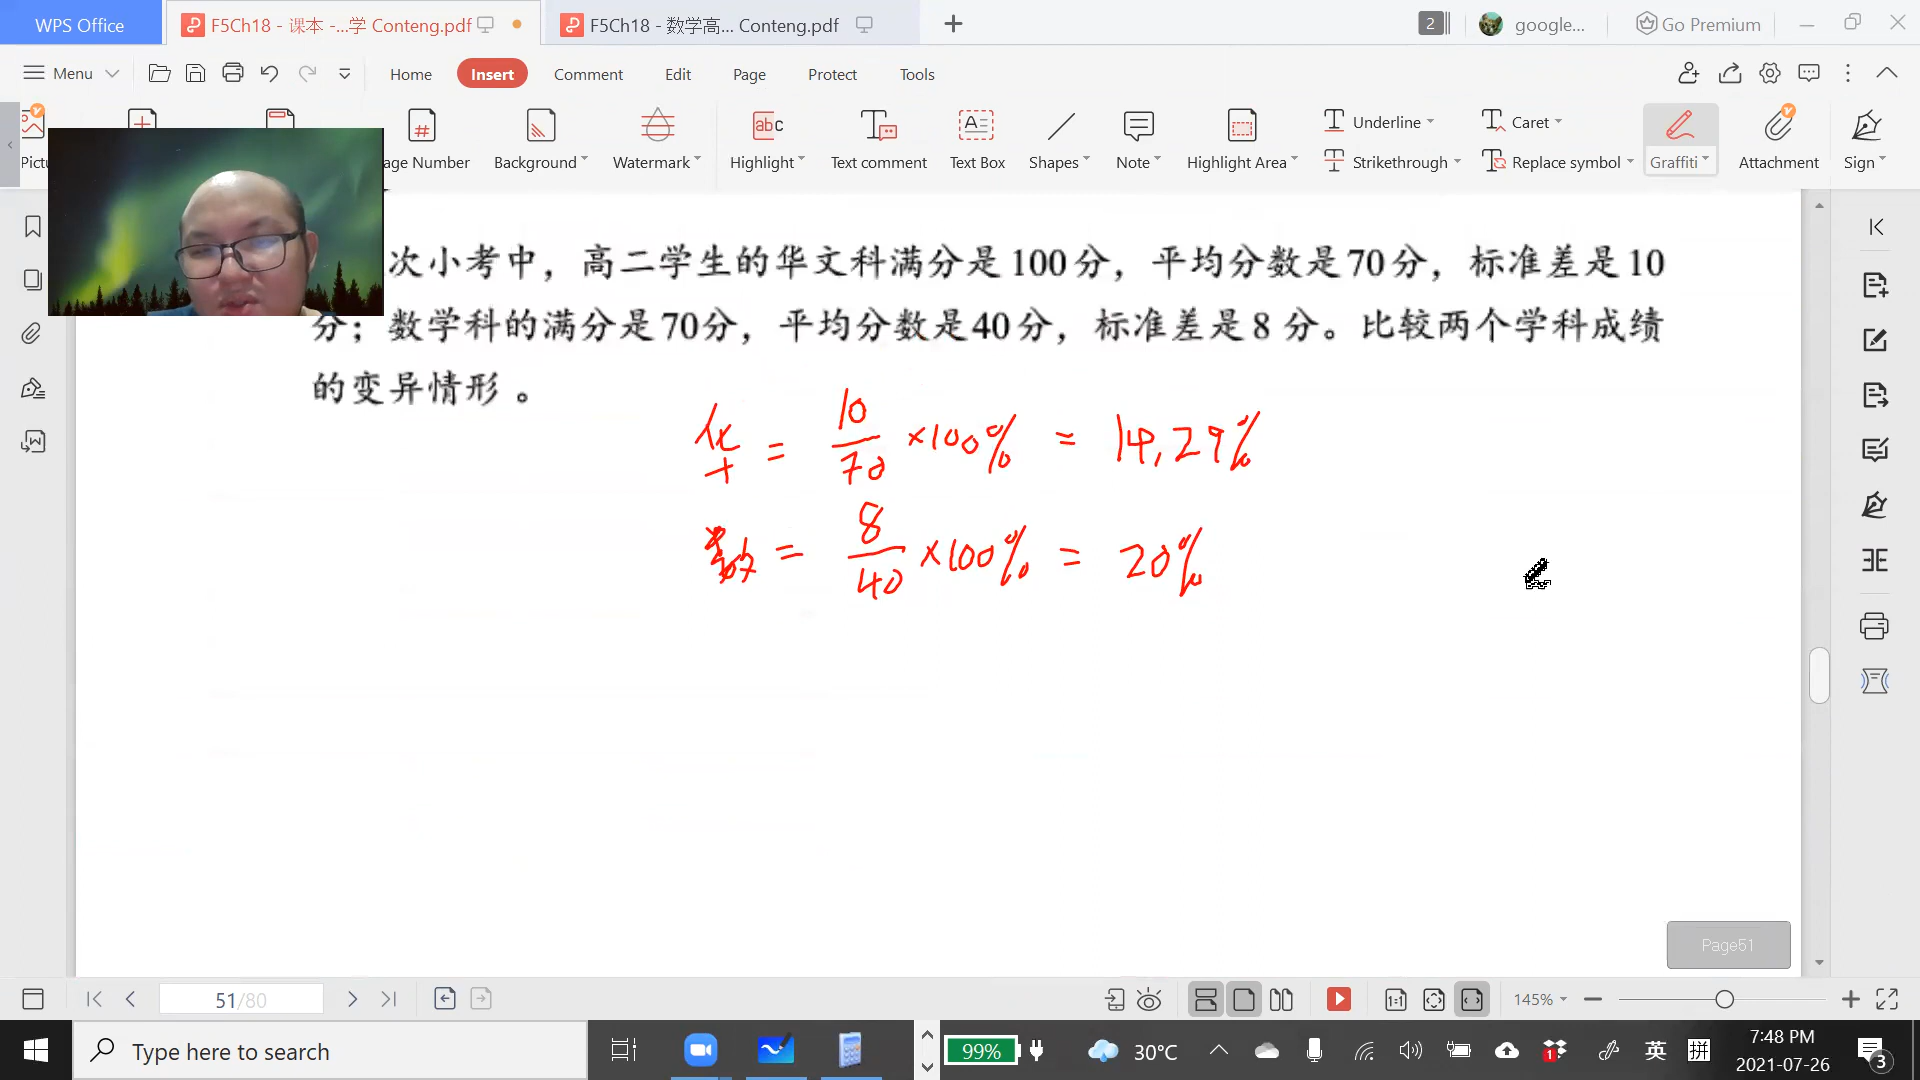 WPS Office
F5Ch18 - 课本 -...学 Conteng.pdf
F5Ch18 - 数学高... Conteng.pdf
2
google...
Go Premium
Menu
Home
Insert
Comment
Edit
Page
Protect
Tools
Pictu
age Number
Background
Watermark
Highlight
Text comment
Text Box
Shapes
Note
Highlight Area
Underline
Strikethrough
Caret
Replace symbol
Graffiti
Attachment
Sign
次小考中，高二学生的华文科满分是100分，平均分数是70分，标准差是10
分；数学科的满分是70分，平均分数是40分，标准差是8分。比较两个学科成绩
的变异情形。
华 = 10/70 ×100% = 14.29%
数 = 8/40 ×100% = 20%
Page51
51/80
145%
Type here to search
99%
30°C
英
拼
7:48 PM
2021-07-26
3